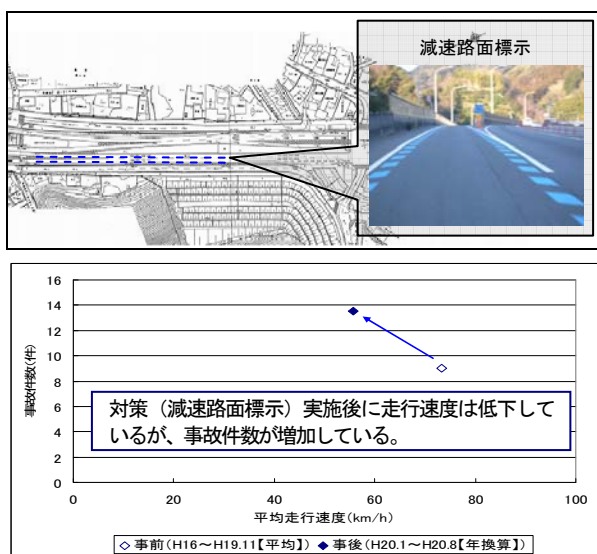 減速路面標示
16
14
12
10
8
6
4
2
0
事故件数(件)
対策（減速路面標示）実施後に走行速度は低下して
いるが、事故件数が増加している。
0 20 40 60 80 100
平均走行速度(km/h)
◇ 事前(H16～H19.11【平均】) ◆ 事後(H20.1～H20.8【年換算】)